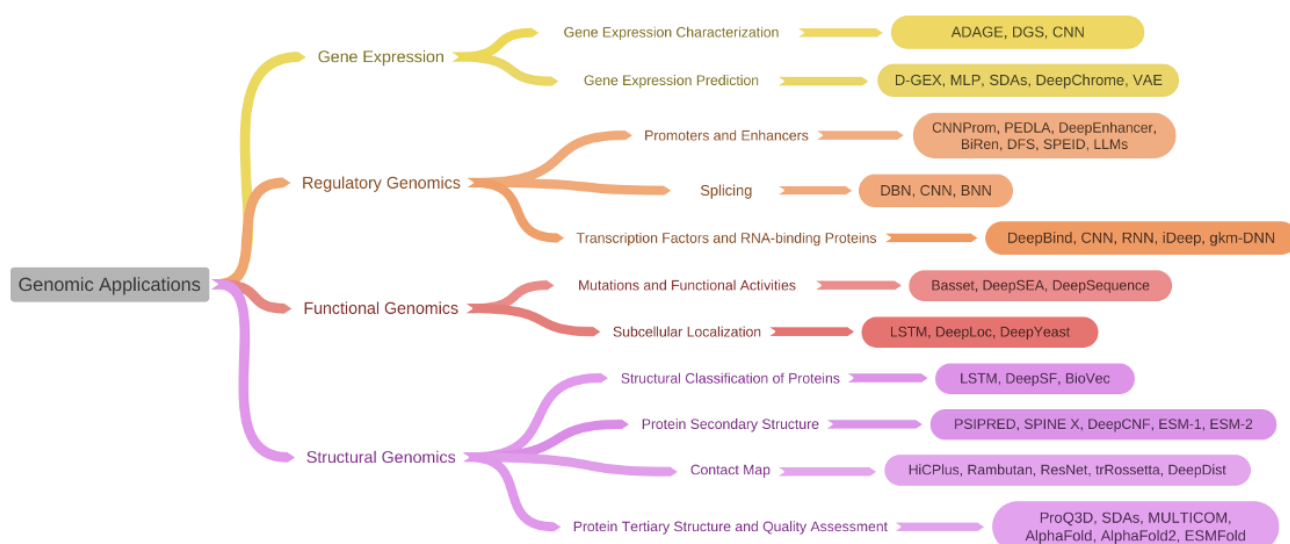 Genomic Applications
Gene Expression
Gene Expression Characterization
ADAGE, DGS, CNN
Gene Expression Prediction
D-GEX, MLP, SDAs, DeepChrome, VAE
Regulatory Genomics
Promoters and Enhancers
CNNProm, PEDLA, DeepEnhancer,
BiRen, DFS, SPEID, LLMs
Splicing
DBN, CNN, BNN
Transcription Factors and RNA-binding Proteins
DeepBind, CNN, RNN, iDeep, gkm-DNN
Functional Genomics
Mutations and Functional Activities
Basset, DeepSEA, DeepSequence
Subcellular Localization
LSTM, DeepLoc, DeepYeast
Structural Genomics
Structural Classification of Proteins
LSTM, DeepSF, BioVec
Protein Secondary Structure
PSIPRED, SPINE X, DeepCNF, ESM-1, ESM-2
Contact Map
HiCPlus, Rambutan, ResNet, trRossetta, DeepDist
Protein Tertiary Structure and Quality Assessment
ProQ3D, SDAs, MULTICOM,
AlphaFold, AlphaFold2, ESMFold